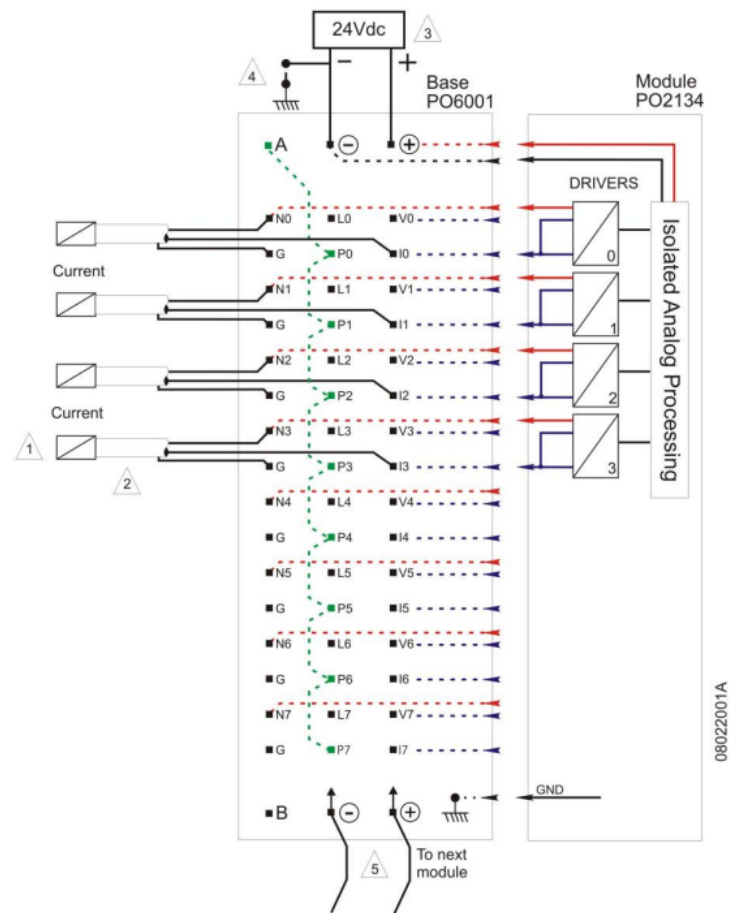 24Vdc
3
4
−
+
Base
PO6001
Module
PO2134
A
−
+
DRIVERS
N0
L0
V0
G
P0
I0
0
Current
N1
L1
V1
G
P1
I1
1
N2
L2
V2
G
P2
I2
2
Current
N3
L3
V3
1
G
P3
I3
3
2
Isolated Analog Processing
N4
L4
V4
G
P4
I4
N5
L5
V5
G
P5
I5
N6
L6
V6
G
P6
I6
N7
L7
V7
G
P7
I7
08022001A
GND
B
−
+
5
To next
module